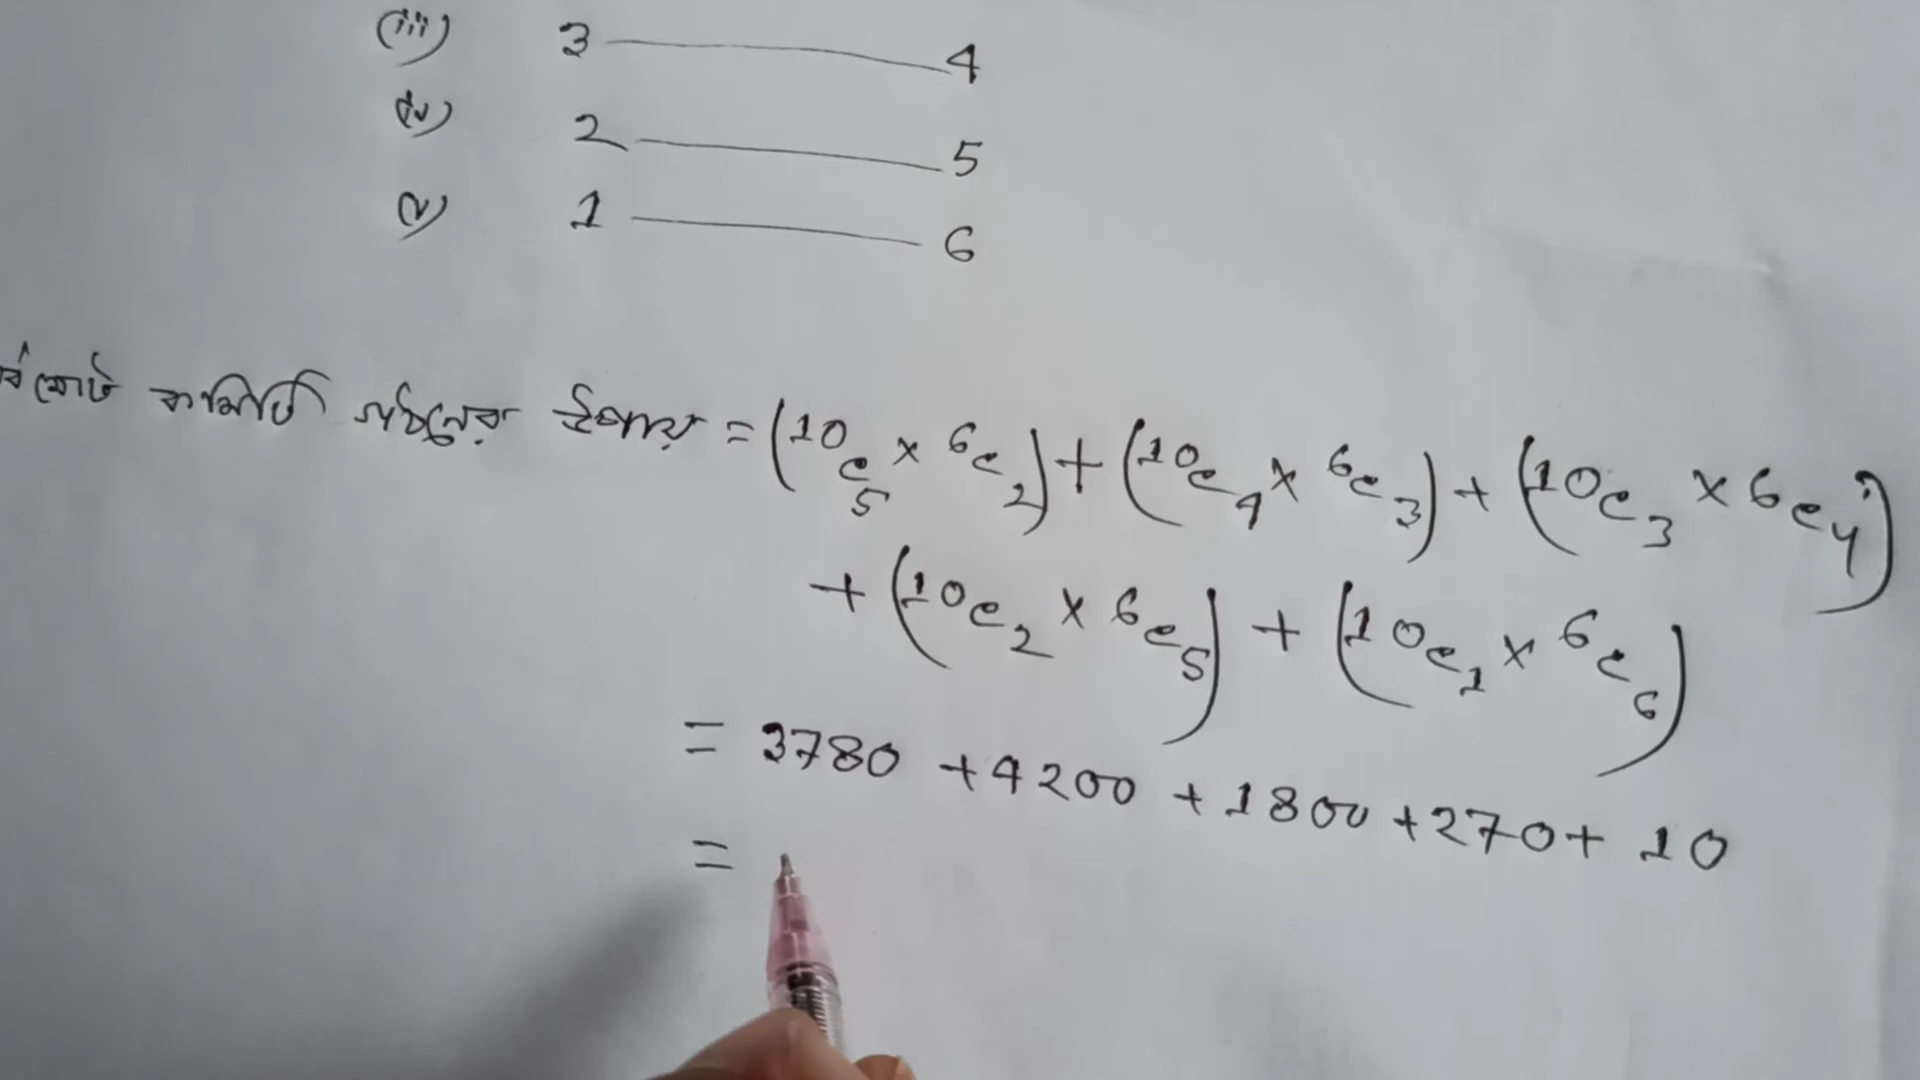 (iii) 3 4
(iv) 2 5
(v) 1 6
মোট কমিটি গঠনের উপায় = (10c5 × 6c2) + (10c4 × 6c3) + (10c3 × 6c4)
+ (10c2 × 6c5) + (10c1 × 6c6)
= 3780 + 4200 + 1800 + 270 + 10
=